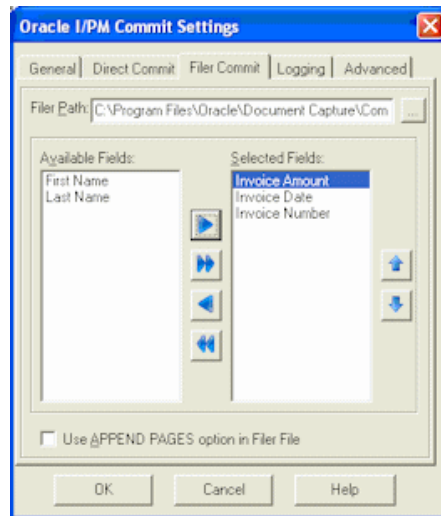 Oracle I/PM Commit Settings
General Direct Commit Filer Commit Logging Advanced
Filer Path: C:\Program Files\Oracle\Document Capture\Com ...
Available Fields: Selected Fields:
First Name Invoice Amount
Last Name Invoice Date
Invoice Number
Use APPEND PAGES option in Filer File
OK Cancel Help